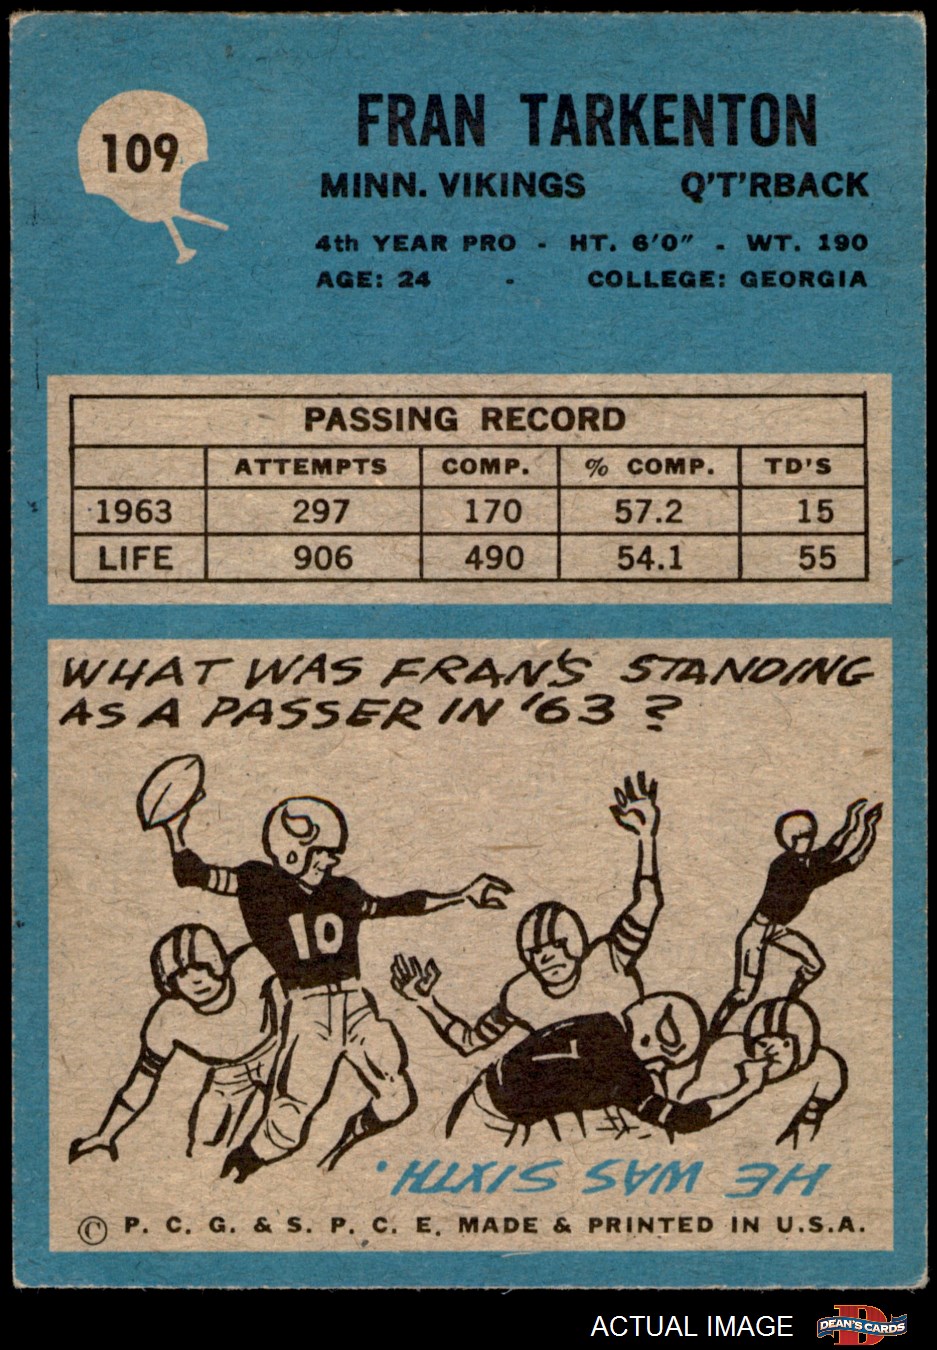 109
FRAN TARKENTON
MINN. VIKINGS Q'T'RBACK
4th YEAR PRO - HT. 6'0" - WT. 190
AGE: 24 - COLLEGE: GEORGIA
PASSING RECORD
ATTEMPTS COMP. % COMP. TD'S
1963 297 170 57.2 15
LIFE 906 490 54.1 55
WHAT WAS FRAN'S STANDING
AS A PASSER IN '63?
10
7
HE WAS SIXTH.
© P. C. G. & S. P. C. E. MADE & PRINTED IN U.S.A.
ACTUAL IMAGE
D
DEAN'S CARDS